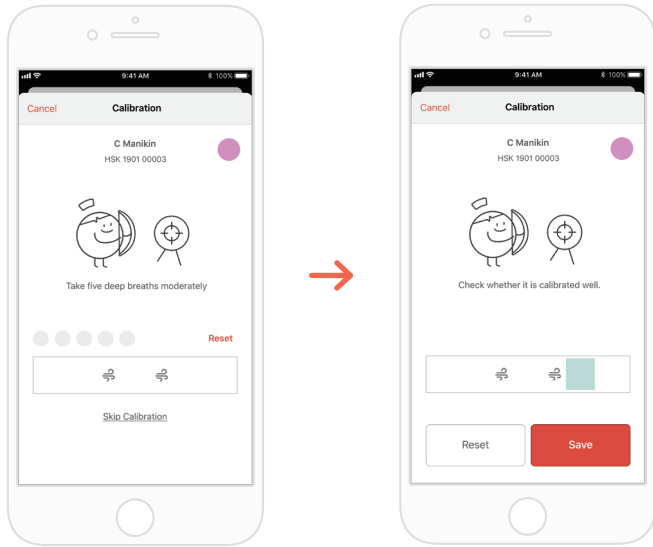 9:41 AM
100%
Cancel
Calibration
C Manikin
HSK 1901 00003
Take five deep breaths moderately
Reset
Skip Calibration
9:41 AM
100%
Cancel
Calibration
C Manikin
HSK 1901 00003
Check whether it is calibrated well.
Reset
Save